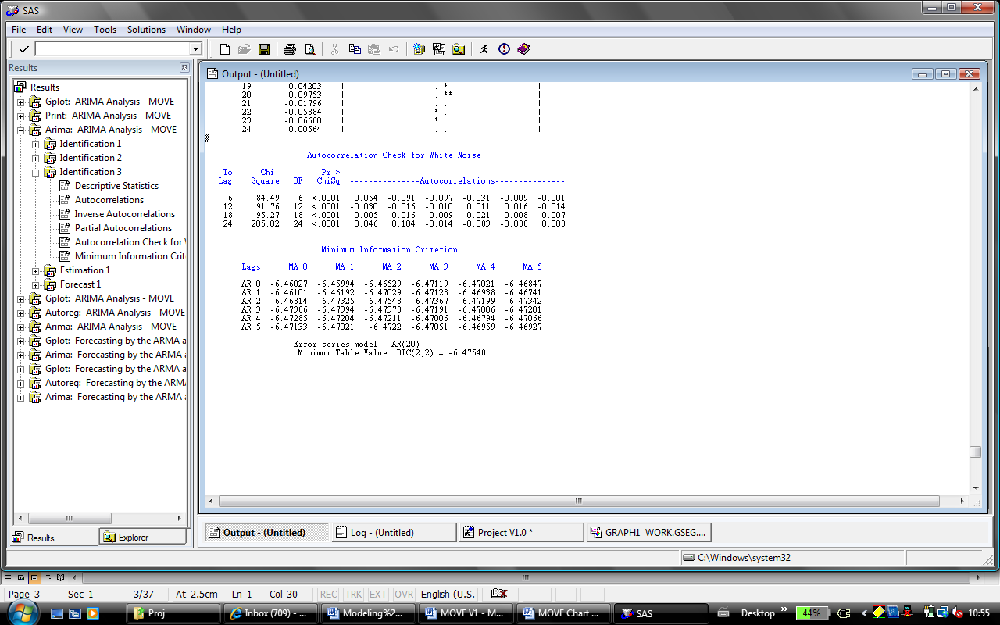 SAS
File Edit View Tools Solutions Window Help
Results
Results
Gplot: ARIMA Analysis - MOVE
Print: ARIMA Analysis - MOVE
Arima: ARIMA Analysis - MOVE
Identification 1
Identification 2
Identification 3
Descriptive Statistics
Autocorrelations
Inverse Autocorrelations
Partial Autocorrelations
Autocorrelation Check for
Minimum Information Crit
Estimation 1
Forecast 1
Gplot: ARIMA Analysis - MOVE
Autoreg: ARIMA Analysis - MOVE
Arima: ARIMA Analysis - MOVE
Gplot: Forecasting by the ARMA a
Arima: Forecasting by the ARMA a
Gplot: Forecasting by the ARMA a
Autoreg: Forecasting by the ARM
Arima: Forecasting by the ARMA a
Results Explorer
Output - (Untitled)
19 0.04203 | .|* |
20 0.09753 | .|** |
21 -0.01796 | .|. |
22 -0.05884 | *|. |
23 -0.06680 | *|. |
24 0.00564 | .|. |
Autocorrelation Check for White Noise
To Chi- Pr >
Lag Square DF ChiSq ---------------Autocorrelations---------------
6 84.49 6 <.0001 0.054 -0.091 -0.097 -0.031 -0.009 -0.001
12 91.76 12 <.0001 -0.030 -0.016 -0.010 0.011 0.016 -0.014
18 95.27 18 <.0001 -0.005 0.016 -0.009 -0.021 -0.008 -0.007
24 205.02 24 <.0001 0.046 0.104 -0.014 -0.083 -0.088 0.008
Minimum Information Criterion
Lags MA 0 MA 1 MA 2 MA 3 MA 4 MA 5
AR 0 -6.46027 -6.45994 -6.46529 -6.47119 -6.47021 -6.46847
AR 1 -6.46101 -6.46192 -6.47029 -6.47128 -6.46938 -6.46741
AR 2 -6.46814 -6.47325 -6.47548 -6.47367 -6.47199 -6.47342
AR 3 -6.47386 -6.47394 -6.47378 -6.47191 -6.47006 -6.47201
AR 4 -6.47285 -6.47204 -6.47211 -6.47006 -6.46794 -6.47066
AR 5 -6.47133 -6.47021 -6.4722 -6.47051 -6.46959 -6.46927
Error series model: AR(20)
Minimum Table Value: BIC(2,2) = -6.47548
Output - (Untitled) Log - (Untitled) Project V1.0 * GRAPH1 WORK.GSEG....
C:\Windows\system32
Page 3 Sec 1 3/37 At 2.5cm Ln 1 Col 30 REC TRK EXT OVR English (U.S.
Proj Inbox (709) - ... Modeling%2... MOVE V1 - M... MOVE Chart ... SAS Desktop 44% 10:55